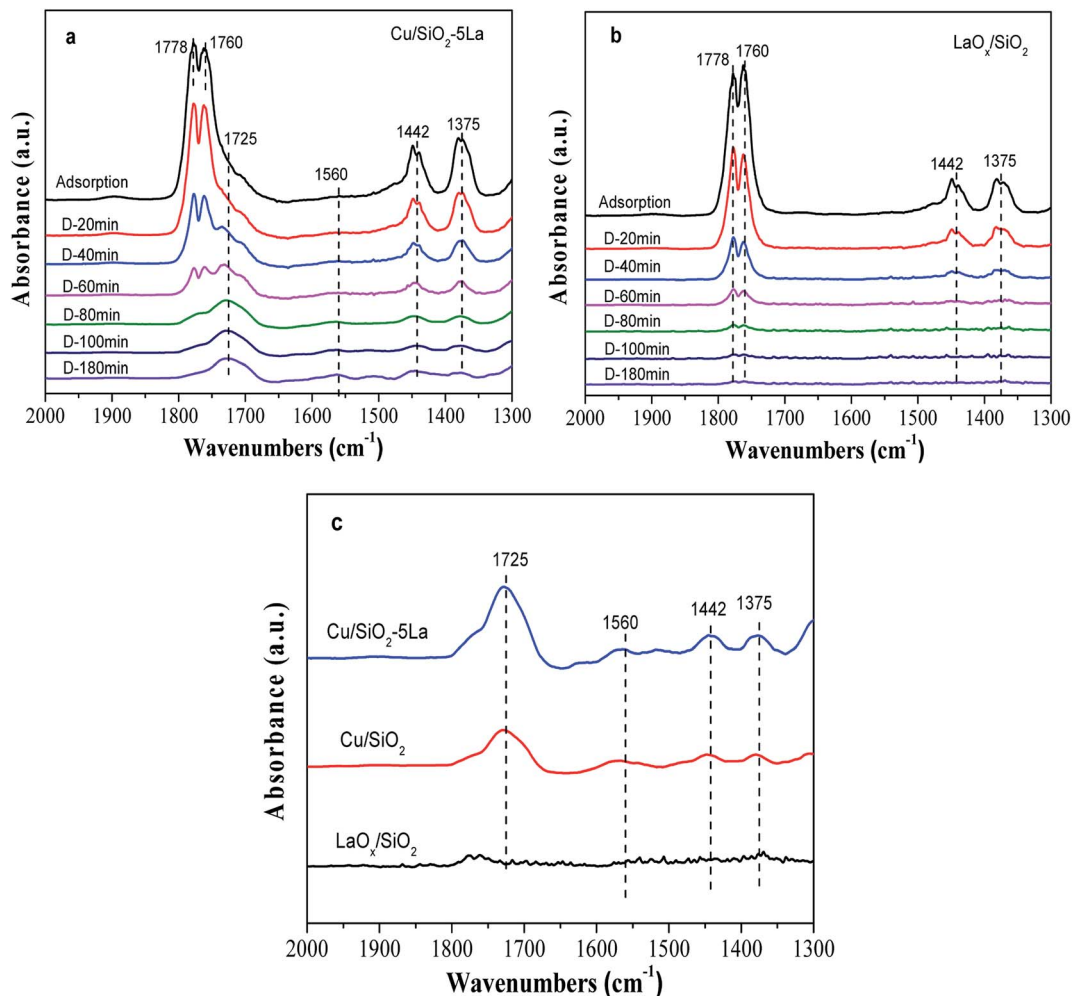 a
Cu/SiO₂-5La
1778
1760
1725
1560
1442
1375
Adsorption
D-20min
D-40min
D-60min
D-80min
D-100min
D-180min
Absorbance (a.u.)
2000 1900 1800 1700 1600 1500 1400 1300
Wavenumbers (cm⁻¹)
b
LaOₓ/SiO₂
1778
1760
1442
1375
Adsorption
D-20min
D-40min
D-60min
D-80min
D-100min
D-180min
Absorbance (a.u.)
2000 1900 1800 1700 1600 1500 1400 1300
Wavenumbers (cm⁻¹)
c
1725
1560
1442
1375
Cu/SiO₂-5La
Cu/SiO₂
LaOₓ/SiO₂
Absorbance (a.u.)
2000 1900 1800 1700 1600 1500 1400 1300
Wavenumbers (cm⁻¹)